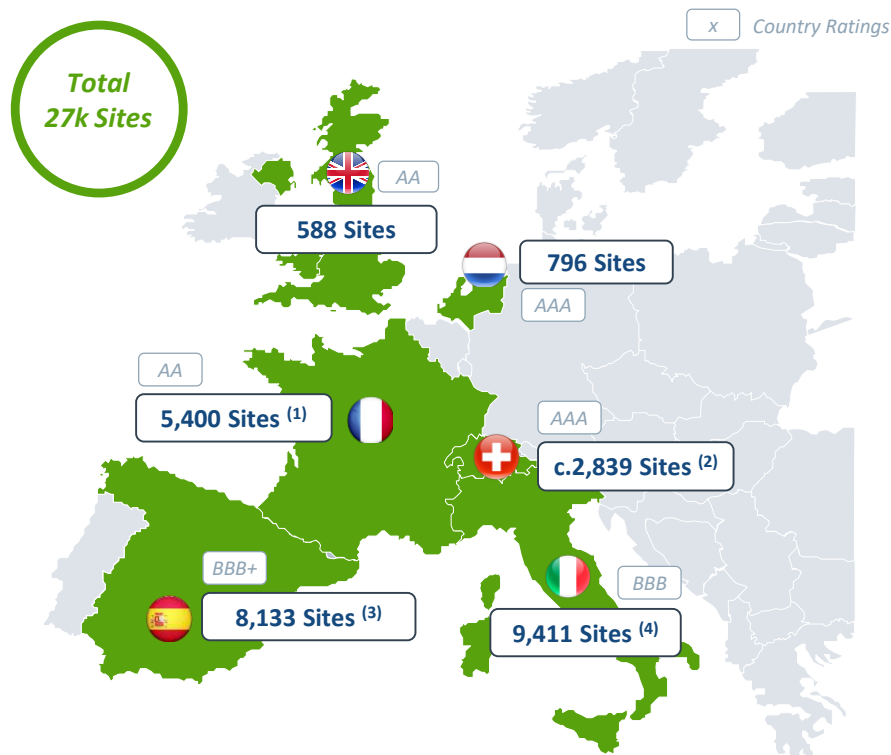 x Country Ratings
Total
27k Sites
AA
588 Sites
796 Sites
AAA
AA
5,400 Sites (1)
AAA
c.2,839 Sites (2)
BBB+
8,133 Sites (3)
BBB
9,411 Sites (4)